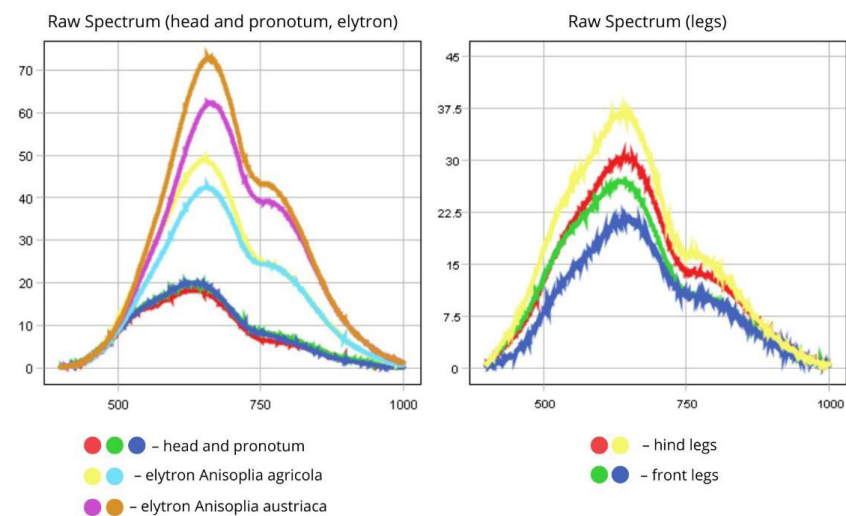 Raw Spectrum (head and pronotum, elytron)
70
60
50
40
30
20
10
0
500 750 1000
– head and pronotum
– elytron Anisoplia agricola
– elytron Anisoplia austriaca
Raw Spectrum (legs)
45
37.5
30
22.5
15
7.5
0
500 750 1000
– hind legs
– front legs